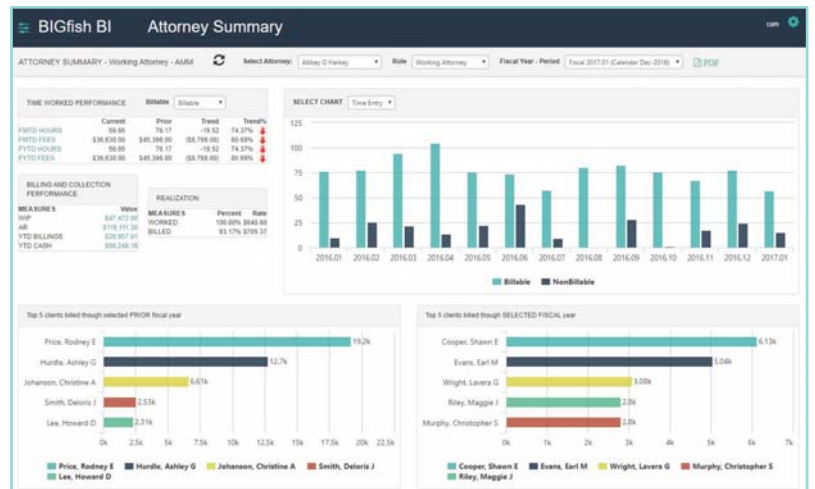 BIGfish BI Attorney Summary cam
ATTORNEY SUMMARY - Working Attorney - AMM Select Attorney: Abbey G Harkey Role Working Attorney Fiscal Year - Period Fiscal 2017.01 (Calendar Dec-2016) PDF
TIME WORKED PERFORMANCE Billable Billable
Current Prior Trend Trend%
FMTD HOURS 56.65 76.17 -19.52 74.37%
FMTD FEES $36,630.00 $45,396.00 80.69%
FYTD HOURS 56.65 76.17 -19.52 74.37%
FYTD FEES $36,630.00 $45,396.00 80.69%
BILLING AND COLLECTION
PERFORMANCE
MEASURES Value
WIP
AR
YTD BILLINGS
YTD CASH
REALIZATION
MEASURES Percent Rate
WORKED 100.00% $646.60
BILLED 93.17% $705.37
SELECT CHART Time Entry
125
100
75
50
25
0
2016.01 2016.02 2016.03 2016.04 2016.05 2016.06 2016.07 2016.08 2016.09 2016.10 2016.11 2016.12 2017.01
Billable NonBillable
Top 5 clients billed though selected PRIOR fiscal year
Price, Rodney E 19.2k
Hurdle, Ashley G 12.7k
Johanson, Christine A 6.61k
Smith, Deloris J 2.53k
Lee, Howard D 2.31k
0k 2.5k 5k 7.5k 10k 12.5k 15k 17.5k 20k 22.5k
Price, Rodney E Hurdle, Ashley G Johanson, Christine A Smith, Deloris J
Lee, Howard D
Top 5 clients billed though SELECTED FISCAL year
Cooper, Shawn E 6.13k
Evans, Earl M 5.04k
Wright, Lavera G 3.08k
Riley, Maggie J 2.8k
Murphy, Christopher S 2.8k
0k 1k 2k 3k 4k 5k 6k 7k
Cooper, Shawn E Evans, Earl M Wright, Lavera G Murphy, Christopher S
Riley, Maggie J